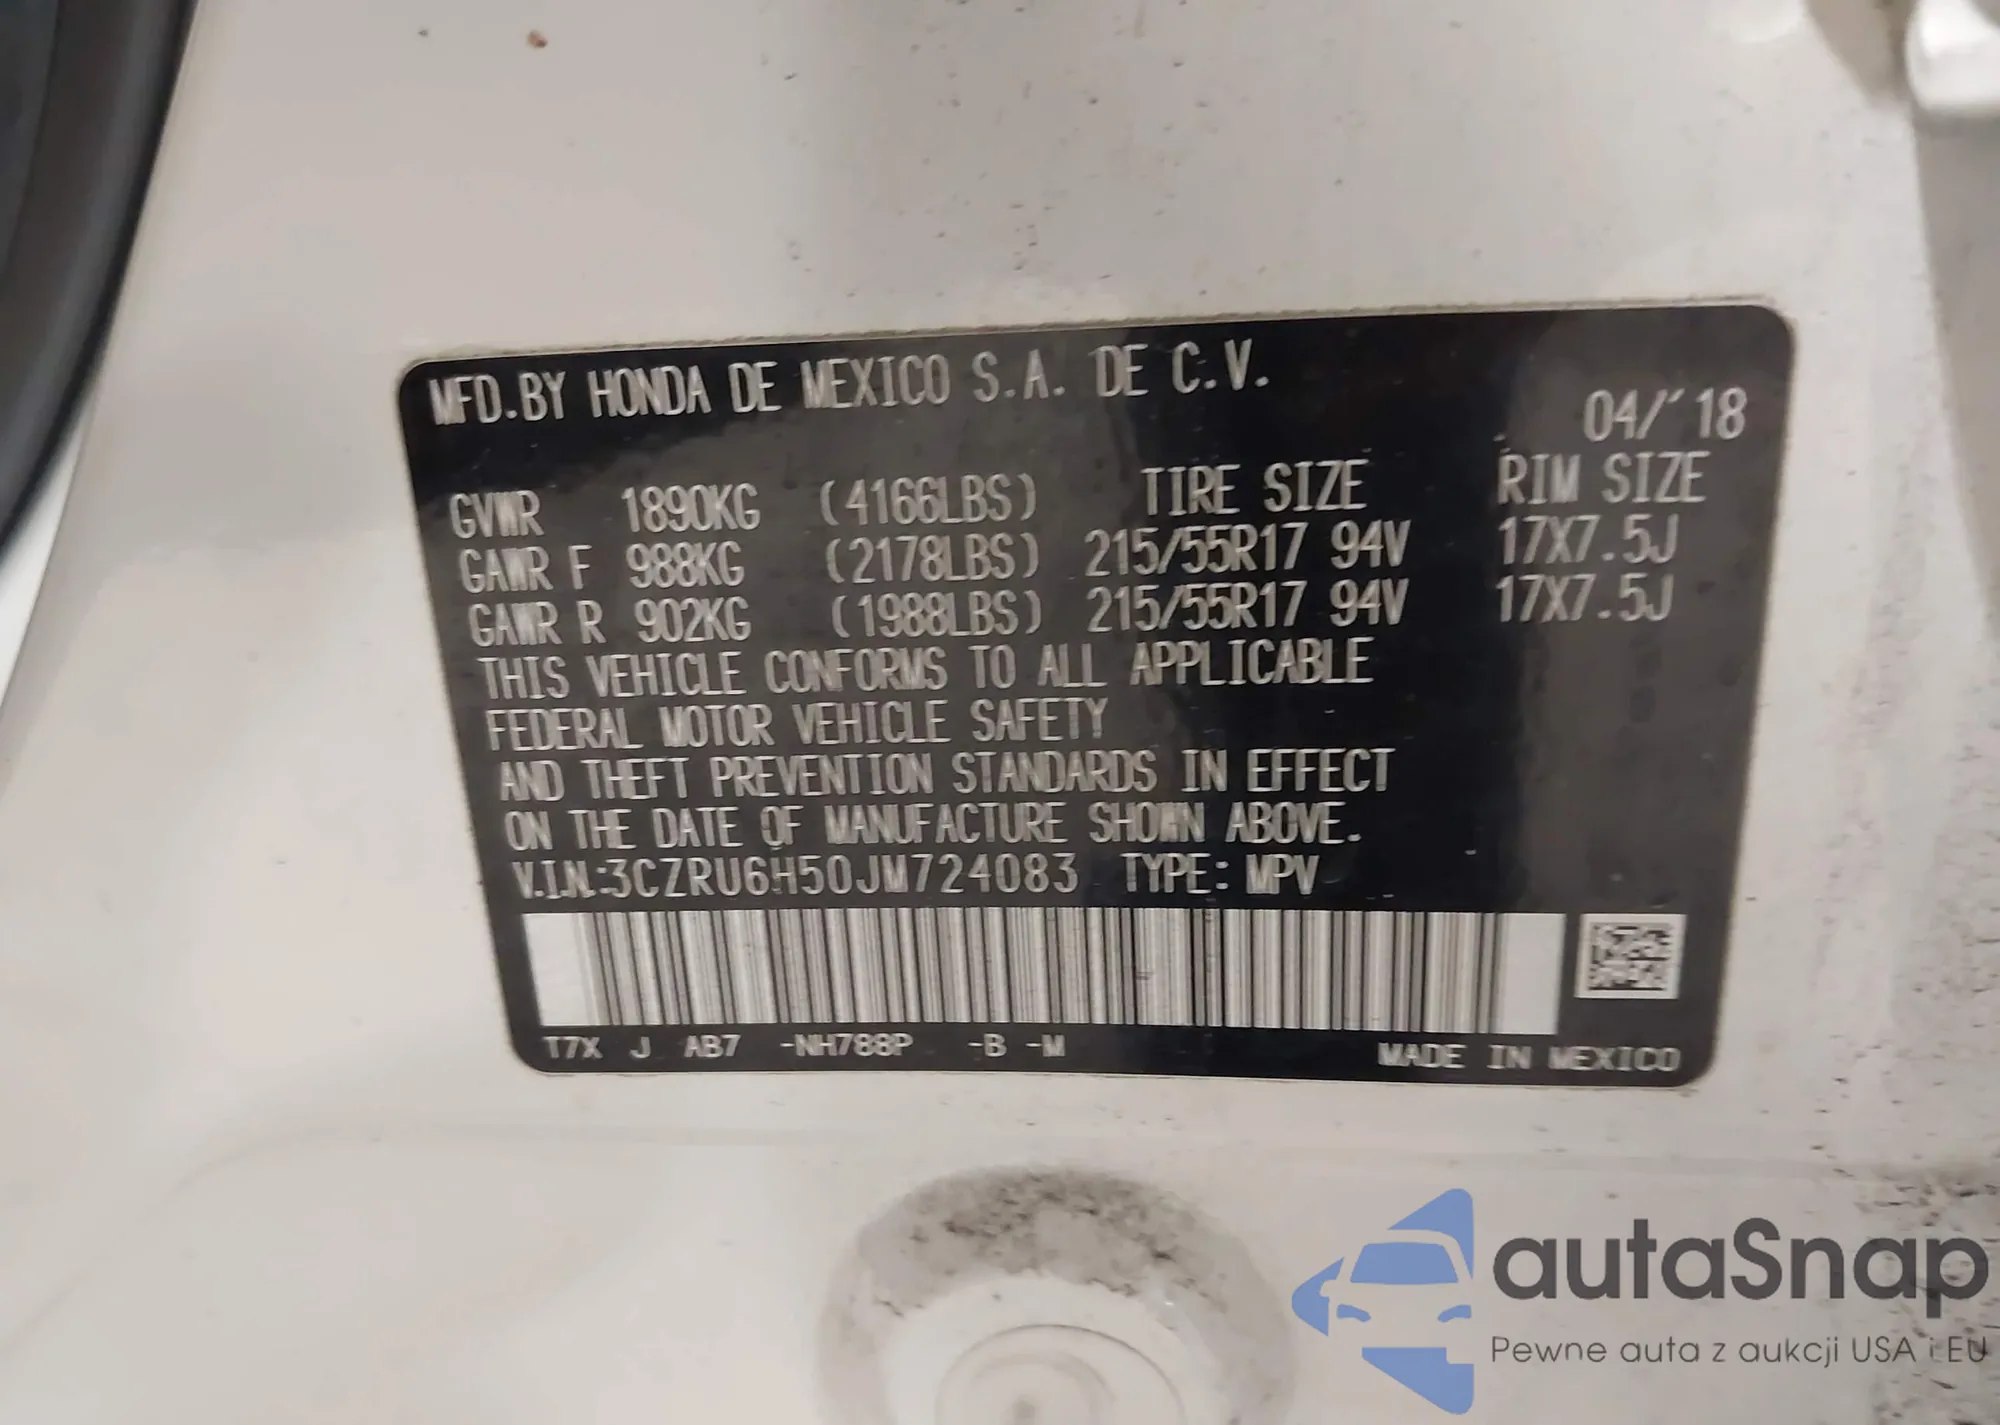 MFD.BY HONDA DE MEXICO S.A. DE C.V.
04/'18
GVWR 1890KG (4166LBS) TIRE SIZE RIM SIZE
GAWR F 988KG (2178LBS) 215/55R17 94V 17X7.5J
GAWR R 902KG (1988LBS) 215/55R17 94V 17X7.5J
THIS VEHICLE CONFORMS TO ALL APPLICABLE
FEDERAL MOTOR VEHICLE SAFETY
AND THEFT PREVENTION STANDARDS IN EFFECT
ON THE DATE OF MANUFACTURE SHOWN ABOVE.
V.I.N.:3CZRU6H50JM724083 TYPE: MPV
T7X J AB7 -NH788P -B -M MADE IN MEXICO
autaSnap
Pewne auta z aukcji USA i EU